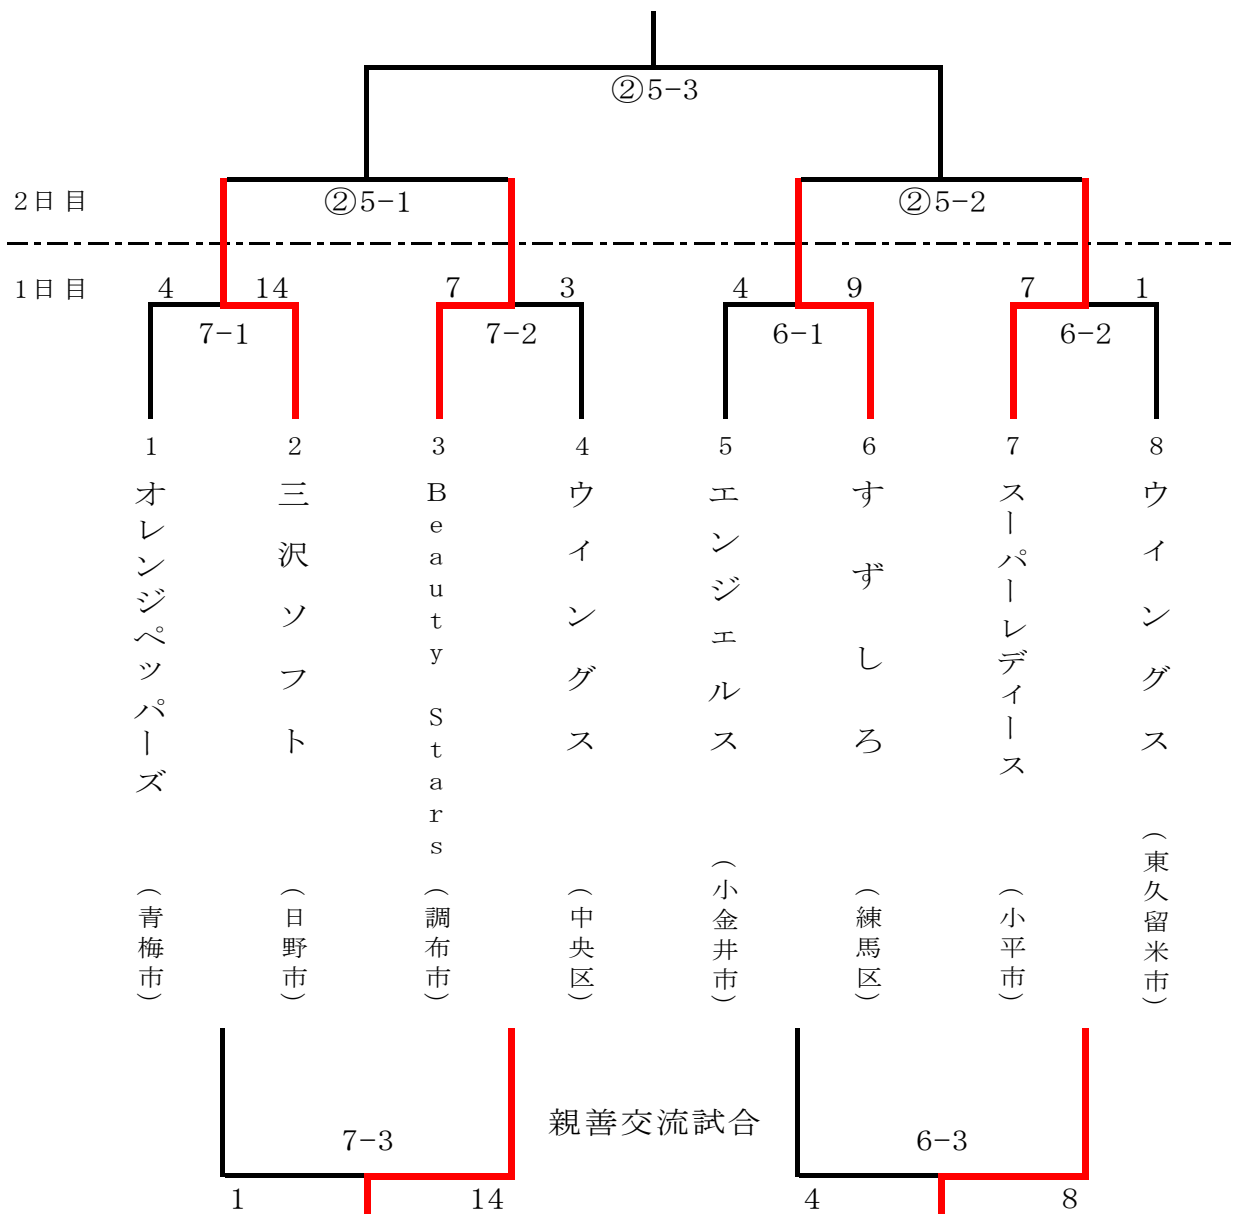 ②5-3
2日目
②5-1
②5-2
1日目
4
14
7
3
4
9
7
1
7-1
7-2
6-1
6-2
1
2
3
4
5
6
7
8
オレンジペッパーズ（青梅市）
三沢ソフト（日野市）
Beauty Stars（調布市）
ウィングス（中央区）
エンジェルス（小金井市）
すずしろ（練馬区）
スーパーレディース（小平市）
ウィングス（東久留米市）
親善交流試合
7-3
6-3
1
14
4
8